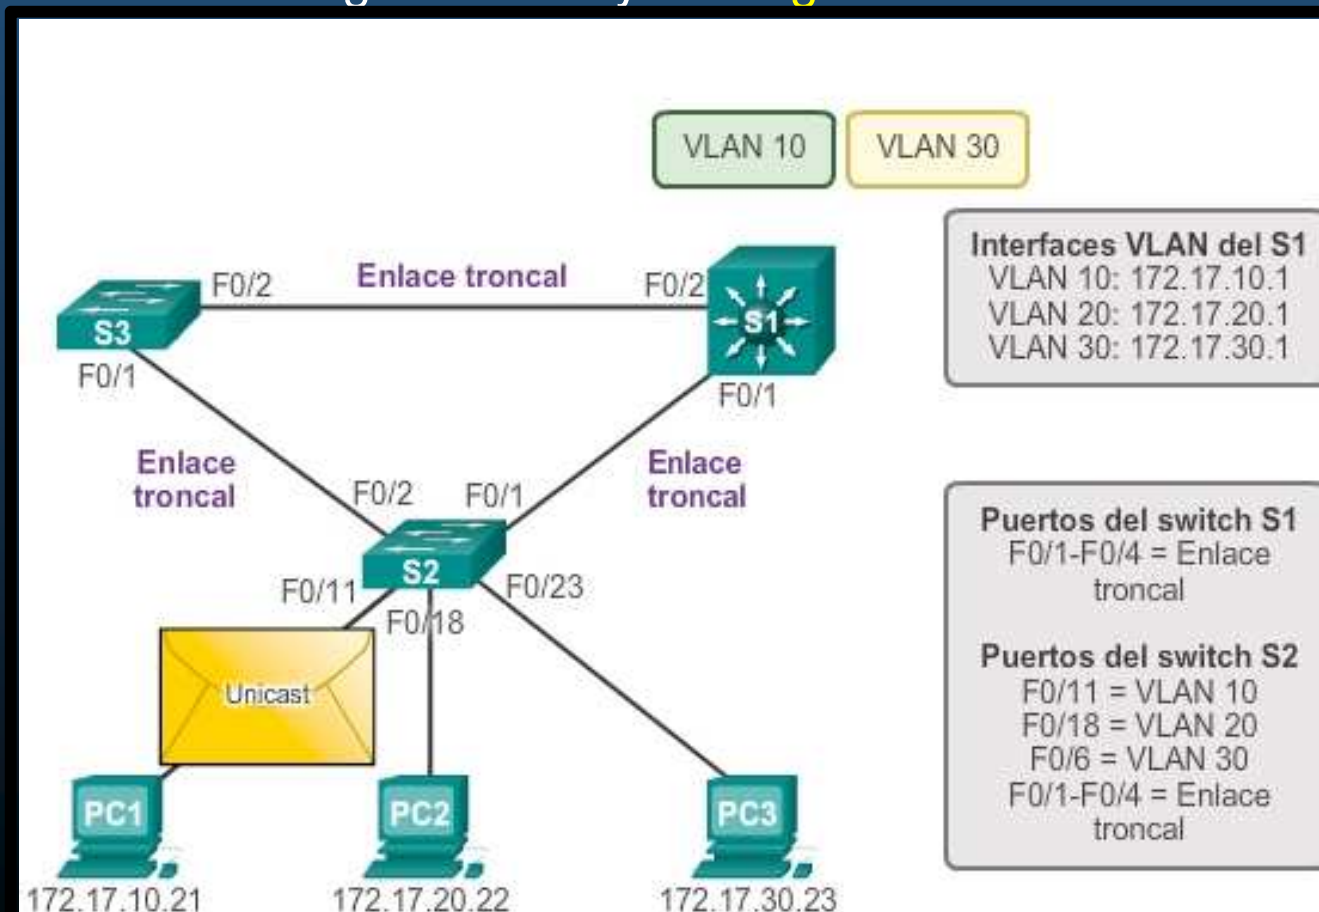 VLAN 10
VLAN 30
Interfaces VLAN del S1
VLAN 10: 172.17.10.1
VLAN 20: 172.17.20.1
VLAN 30: 172.17.30.1
F0/2
Enlace troncal
F0/2
S3
S1
F0/1
F0/1
Enlace
troncal
Enlace
troncal
F0/2
F0/1
S2
F0/11
F0/18
F0/23
Unicast
Puertos del switch S1
F0/1-F0/4 = Enlace
troncal
Puertos del switch S2
F0/11 = VLAN 10
F0/18 = VLAN 20
F0/6 = VLAN 30
F0/1-F0/4 = Enlace
troncal
PC1
PC2
PC3
172.17.10.21
172.17.20.22
172.17.30.23